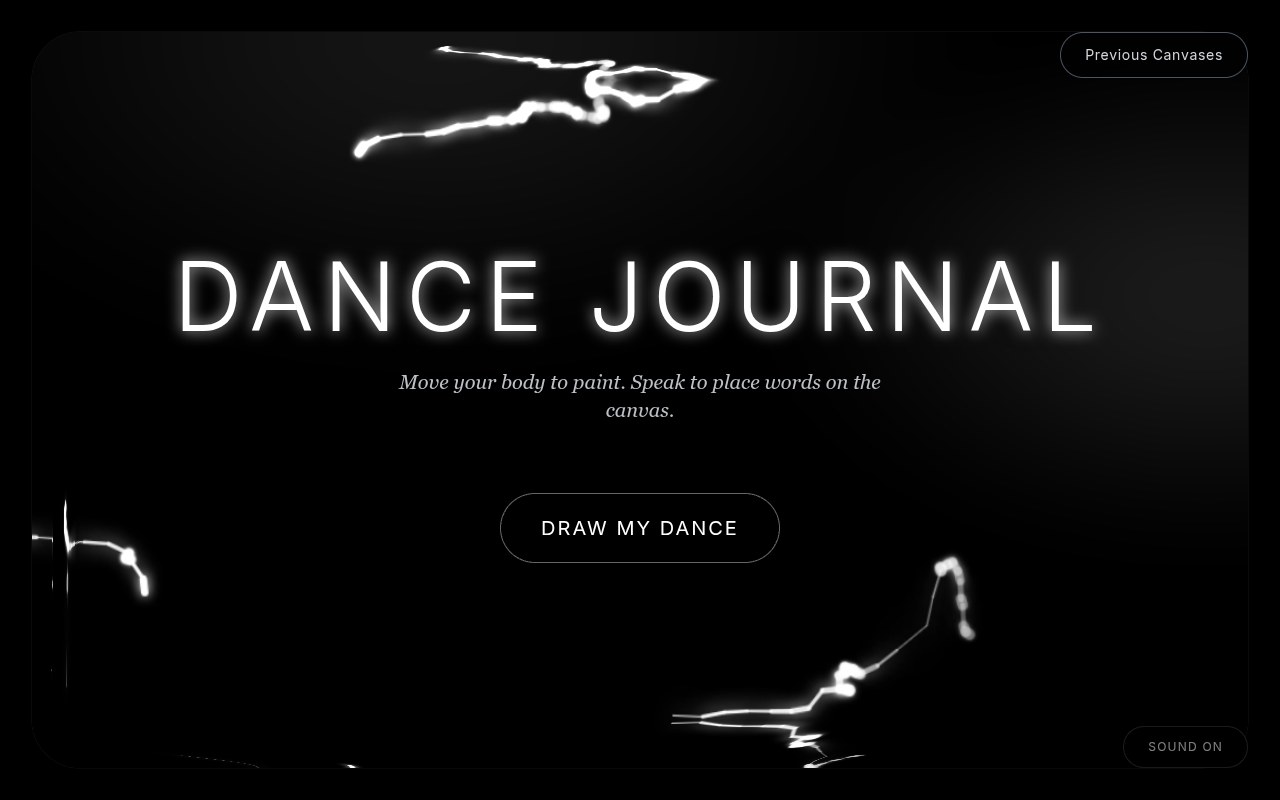 Previous Canvases
DANCE JOURNAL
Move your body to paint. Speak to place words on the
canvas.
DRAW MY DANCE
SOUND ON